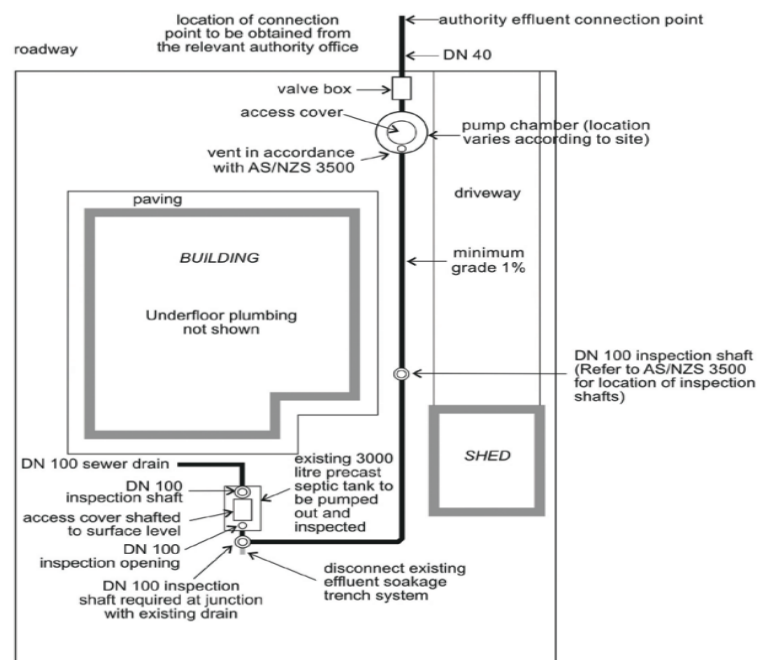 location of connection
point to be obtained from
the relevant authority office
authority effluent connection point
roadway
DN 40
valve box
access cover
pump chamber (location
varies according to site)
vent in accordance
with AS/NZS 3500
paving
driveway
BUILDING
minimum
grade 1%
Underfloor plumbing
not shown
DN 100 inspection shaft
(Refer to AS/NZS 3500
for location of inspection
shafts)
SHED
DN 100 sewer drain
existing 3000
litre precast
septic tank to
be pumped
out and
inspected
DN 100
inspection shaft
access cover shafted
to surface level
DN 100
inspection opening
disconnect existing
effluent soakage
trench system
DN 100 inspection
shaft required at junction
with existing drain